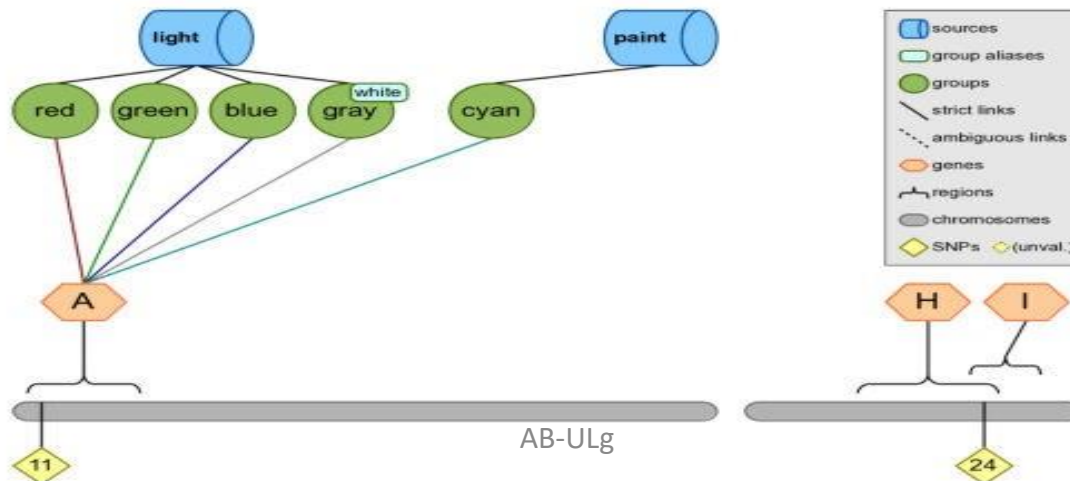 light
paint
sources
group aliases
groups
strict links
ambiguous links
genes
regions
chromosomes
SNPs (unval.)
white
red
green
blue
gray
cyan
A
H
I
AB-ULg
11
24